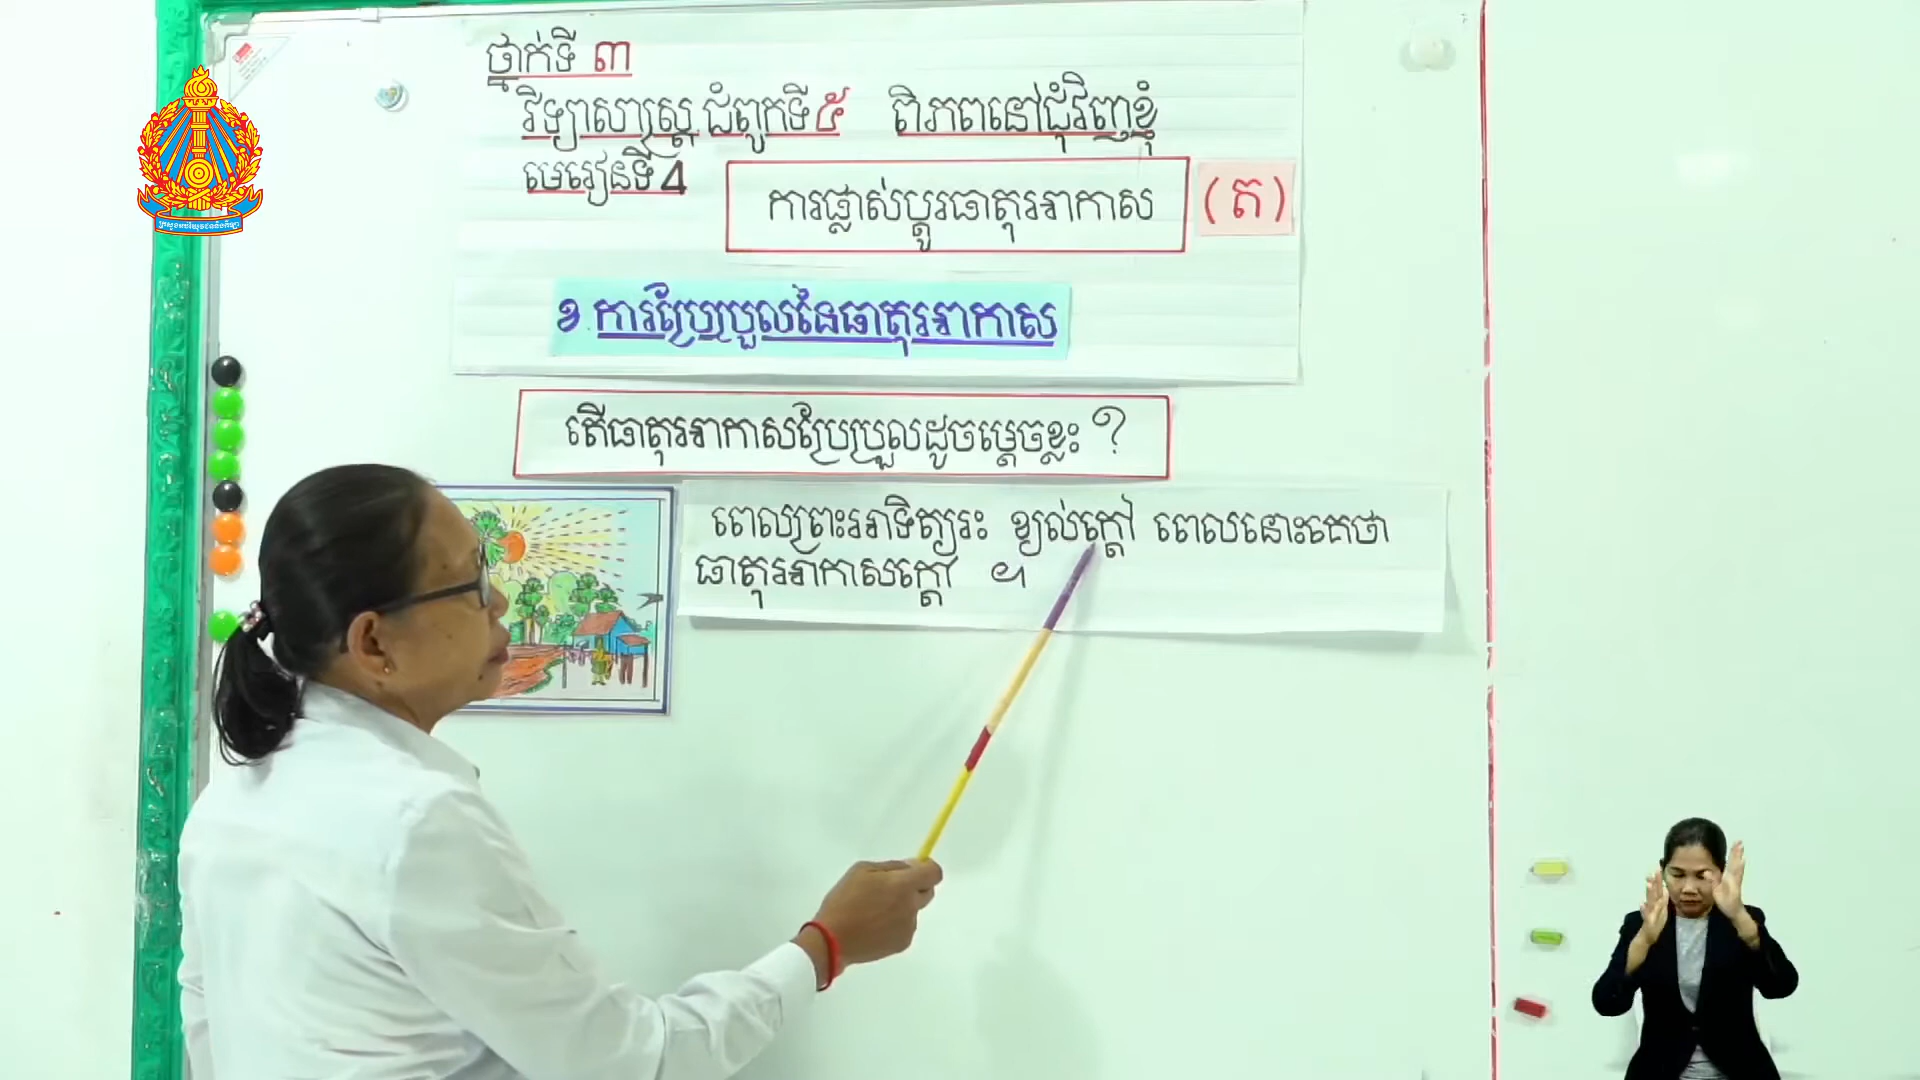 ថ្នាក់ទី ៣
វិទ្យាសាស្ត្រ ជំពូកទី៥ ពិភពនៅជុំវិញខ្ញុំ
មេរៀនទី4
ការផ្លាស់ប្តូរធាតុអាកាស (ត)
ខ. ការប្រែប្រួលនៃធាតុអាកាស
តើធាតុអាកាសប្រែប្រួលដូចម្តេចខ្លះ ?
ពេលព្រះអាទិត្យរះ ខ្យល់ក្តៅ ពេលនោះគេថា
ធាតុអាកាសក្តៅ ។